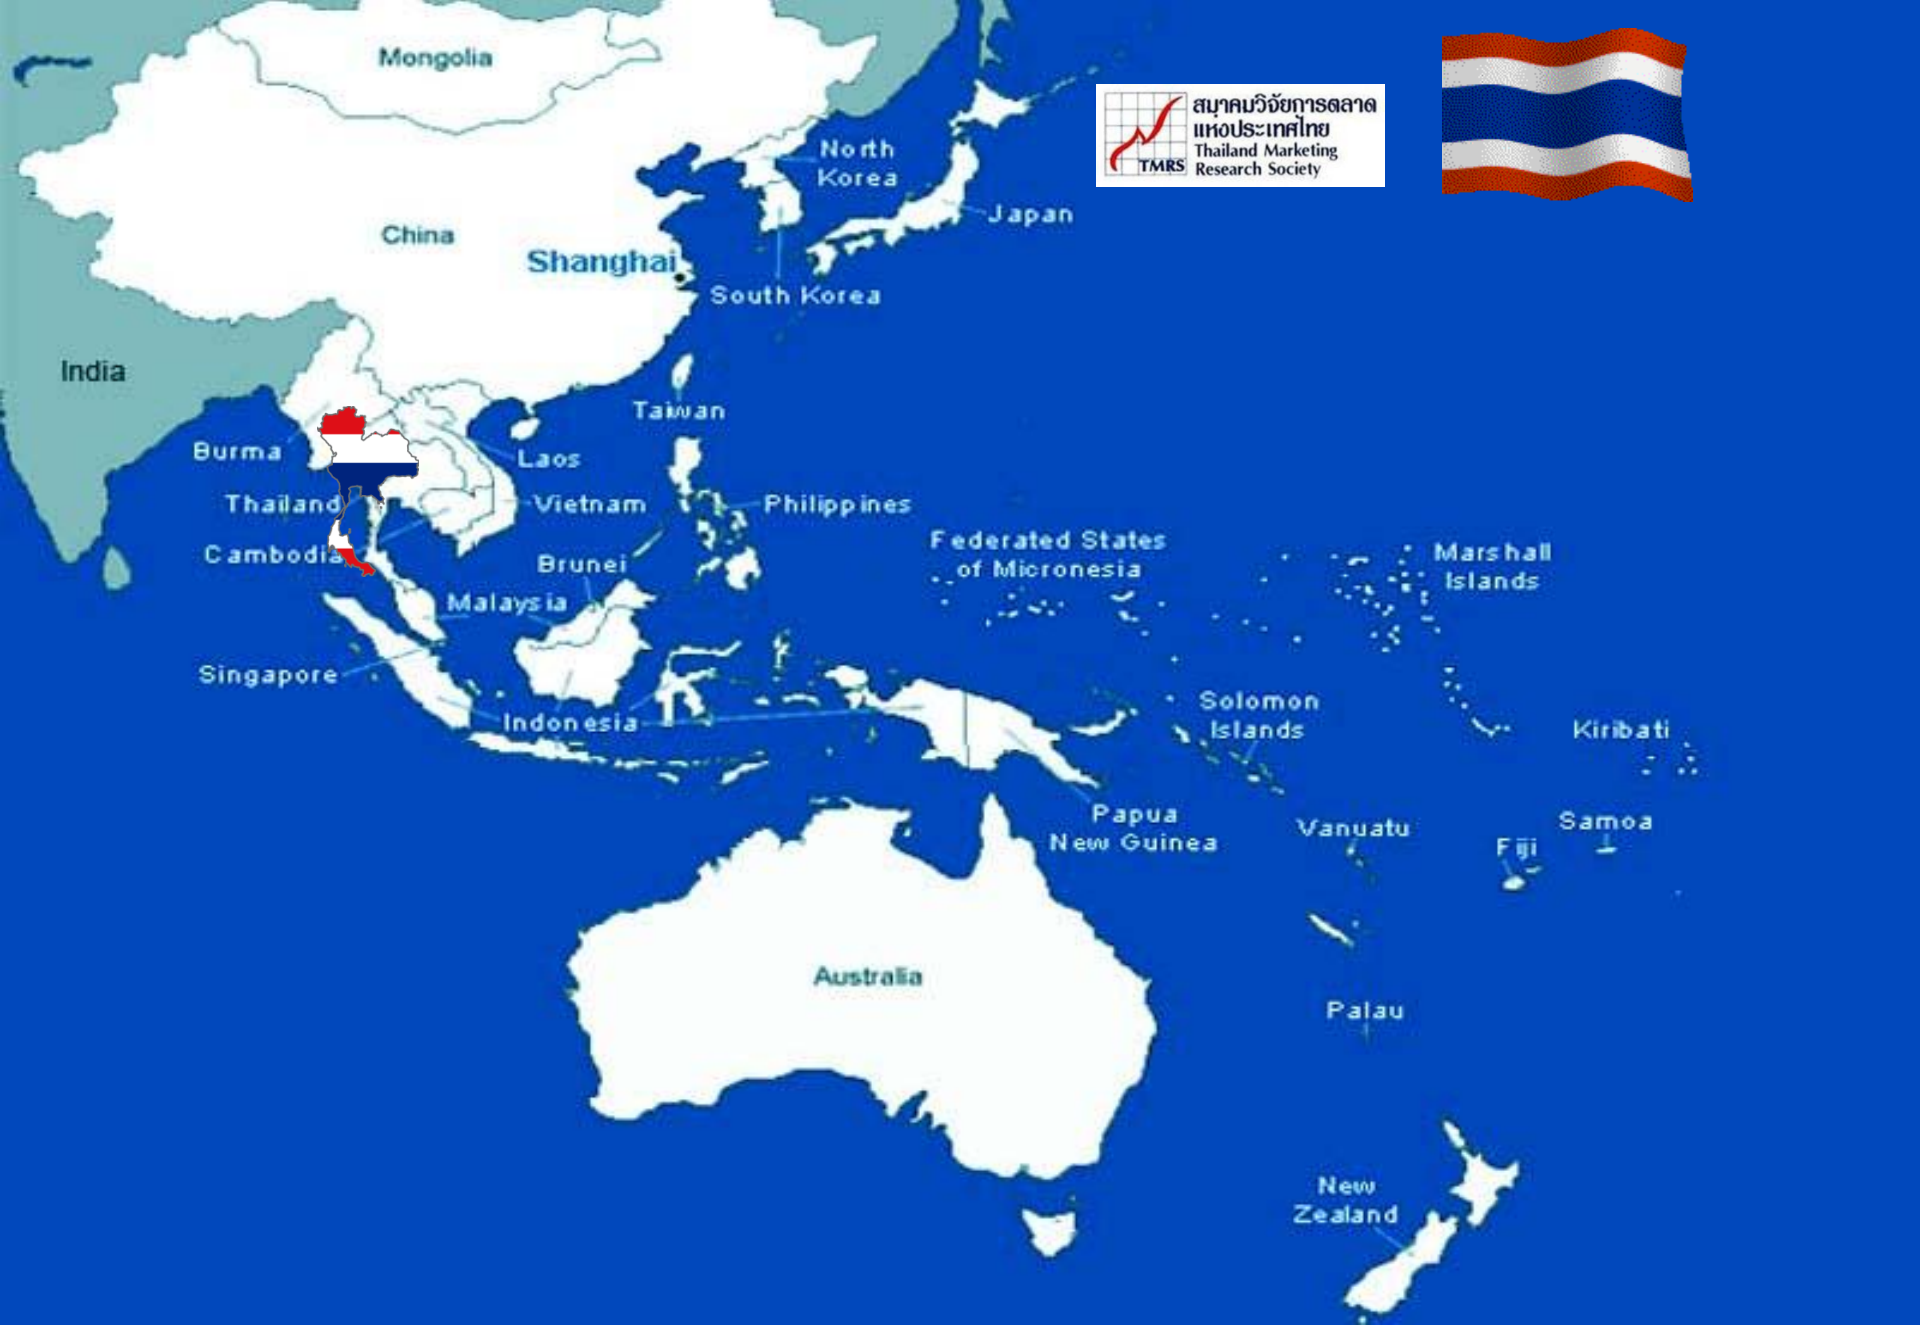 Mongolia
สมาคมวิจัยการตลาด
แห่งประเทศไทย
Thailand Marketing
Research Society
TMRS
North
Korea
Japan
China
Shanghai
South Korea
India
Taiwan
Burma
Laos
Thailand
Vietnam
Philippines
Cambodia
Brunei
Federated States
of Micronesia
Marshall
Islands
Malaysia
Singapore
Indonesia
Solomon
Islands
Kiribati
Papua
New Guinea
Vanuatu
Samoa
Fiji
Australia
Palau
New
Zealand